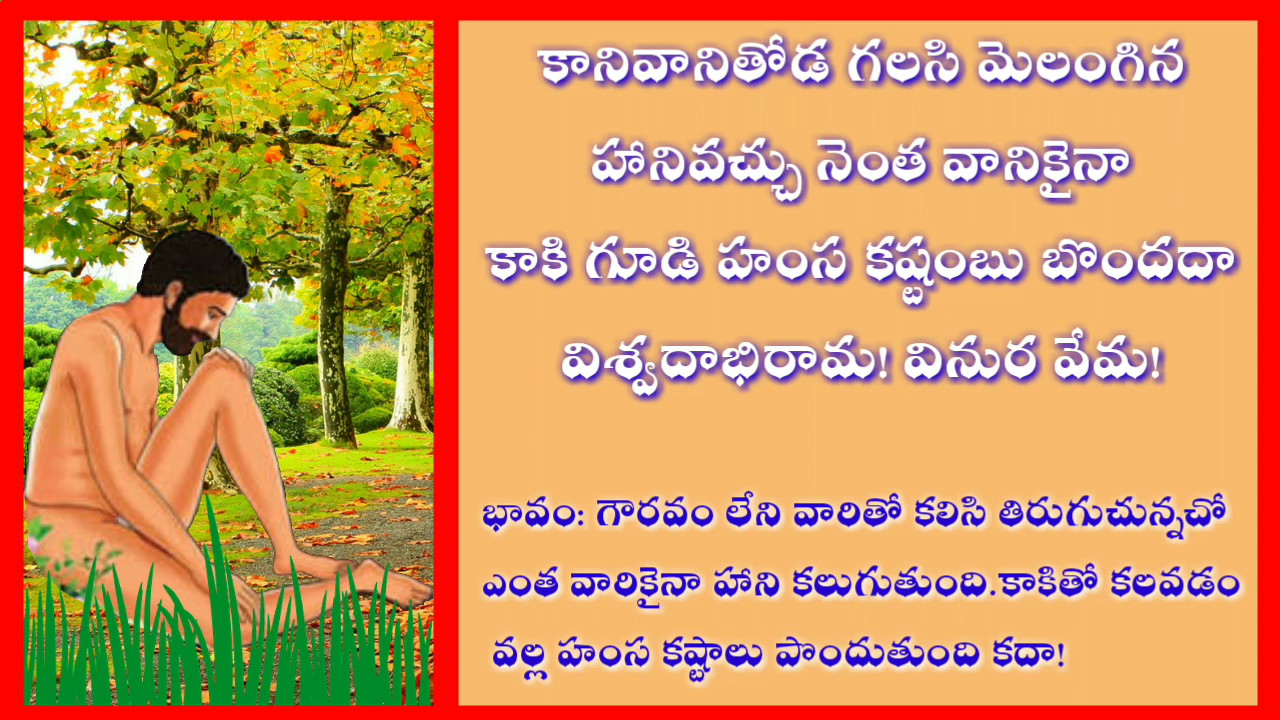 కానివానితోడ గలసి మెలంగిన
హానివచ్చు నెంత వానికైనా
కాకి గూడి హంస కష్టంబు బొందదా
విశ్వదాభిరామ! వినుర వేమ!
భావం: గౌరవం లేని వారితో కలిసి తిరుగుచున్నచో
ఎంత వారికైనా హాని కలుగుతుంది.కాకితో కలవడం
వల్ల హంస కష్టాలు పొందుతుంది కదా!